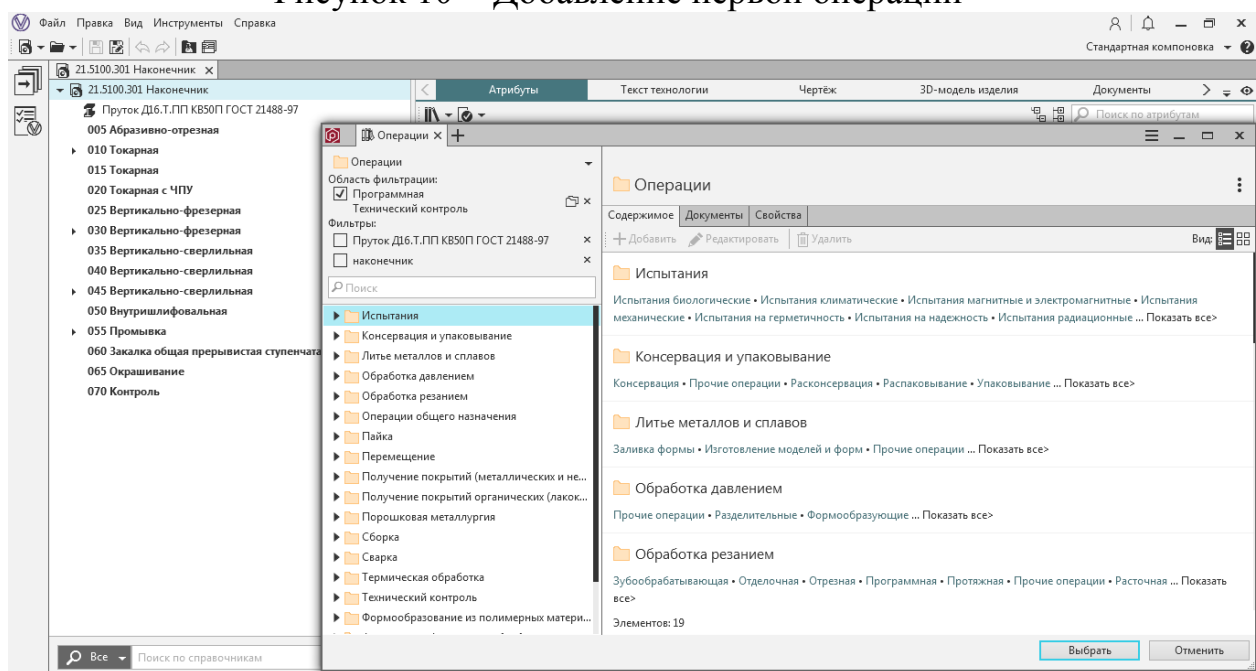 Рисунок 10 – Добавление первой операции
Файл Правка Вид Инструменты Справка
Стандартная компоновка
21.5100.301 Наконечник
21.5100.301 Наконечник
Атрибуты Текст технологии Чертёж 3D-модель изделия Документы
Поиск по атрибутам
Пруток Д16.Т.ПП КВ50П ГОСТ 21488-97
005 Абразивно-отрезная
010 Токарная
015 Токарная
020 Токарная с ЧПУ
025 Вертикально-фрезерная
030 Вертикально-фрезерная
035 Вертикально-сверлильная
040 Вертикально-сверлильная
045 Вертикально-сверлильная
050 Внутришлифовальная
055 Промывка
060 Закалка общая прерывистая ступенчата
065 Окрашивание
070 Контроль
Все Поиск по справочникам
Операции
Операции
Область фильтрации:
Программная
Технический контроль
Фильтры:
Пруток Д16.Т.ПП КВ50П ГОСТ 21488-97
наконечник
Поиск
Испытания
Консервация и упаковывание
Литье металлов и сплавов
Обработка давлением
Обработка резанием
Операции общего назначения
Пайка
Перемещение
Получение покрытий (металлических и не...
Получение покрытий органических (лакок...
Порошковая металлургия
Сборка
Сварка
Термическая обработка
Технический контроль
Формообразование из полимерных матери...
Операции
Содержимое Документы Свойства
Добавить Редактировать Удалить Вид:
Испытания
Испытания биологические • Испытания климатические • Испытания магнитные и электромагнитные • Испытания
механические • Испытания на герметичность • Испытания на надежность • Испытания радиационные ... Показать все>
Консервация и упаковывание
Консервация • Прочие операции • Расконсервация • Распаковывание • Упаковывание ... Показать все>
Литье металлов и сплавов
Заливка формы • Изготовление моделей и форм • Прочие операции ... Показать все>
Обработка давлением
Прочие операции • Разделительные • Формообразующие ... Показать все>
Обработка резанием
Зубообрабатывающая • Отделочная • Отрезная • Программная • Протяжная • Прочие операции • Расточная ... Показать
все>
Элементов: 19
Выбрать Отменить